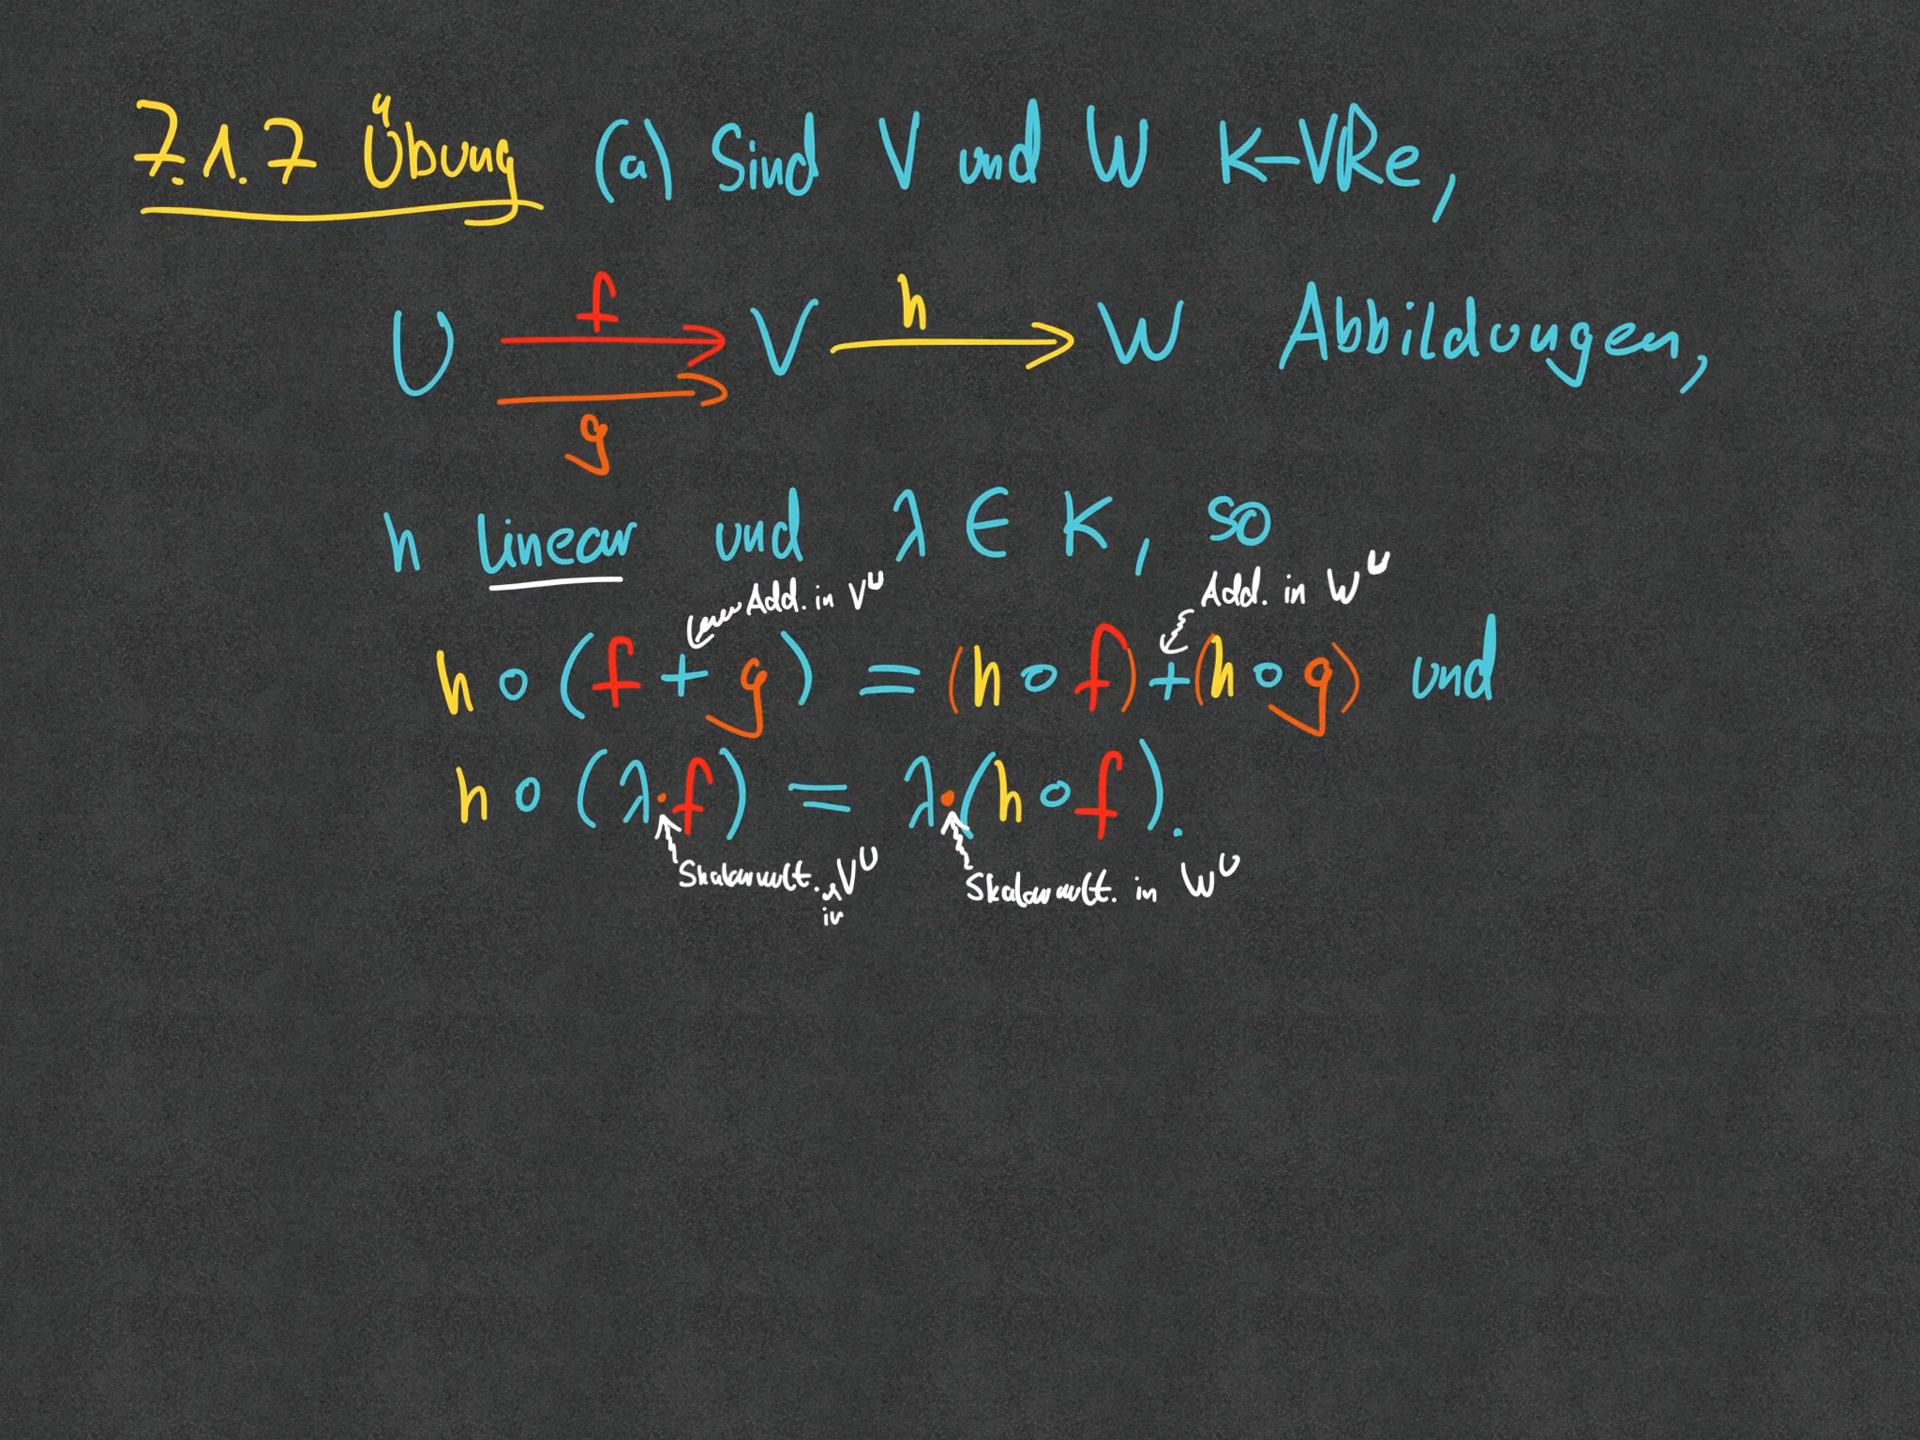 7.1.7 Übung (a) Sind V und W K-VRe,
f h
U V W Abbildungen,
g
h linear und λ ∈ K, so
Add. in V^U Add. in W^U
h ∘ (f + g) = (h ∘ f) + (h ∘ g) und
h ∘ (λ · f) = λ · (h ∘ f).
Skalarmult. V^U Skalarmult. in W^U
in